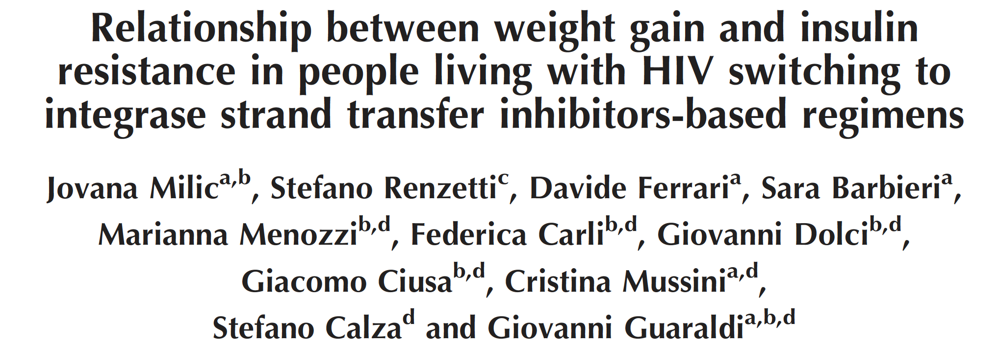 Relationship between weight gain and insulin
resistance in people living with HIV switching to
integrase strand transfer inhibitors-based regimens
Jovana Milic^a,b, Stefano Renzetti^c, Davide Ferrari^a, Sara Barbieri^a,
Marianna Menozzi^b,d, Federica Carli^b,d, Giovanni Dolci^b,d,
Giacomo Ciusa^b,d, Cristina Mussini^a,d,
Stefano Calza^d and Giovanni Guaraldi^a,b,d